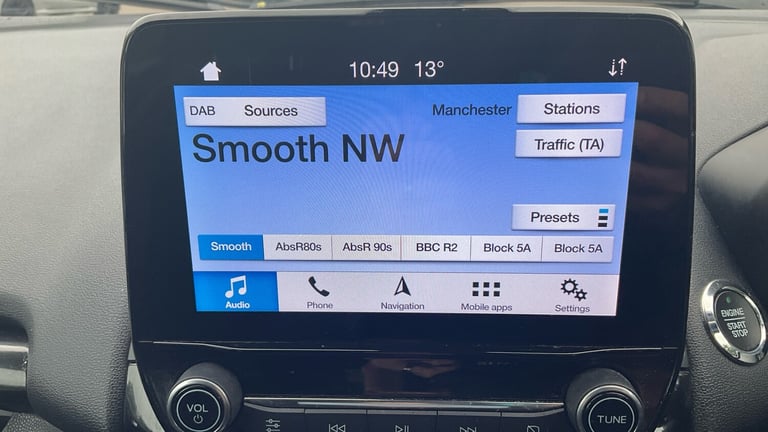 10:49 13°
DAB Sources Manchester Stations
Smooth NW
Traffic (TA)
Presets
Smooth AbsR80s AbsR 90s BBC R2 Block 5A Block 5A
Audio Phone Navigation Mobile apps Settings
ENGINE
START
STOP
VOL
TUNE